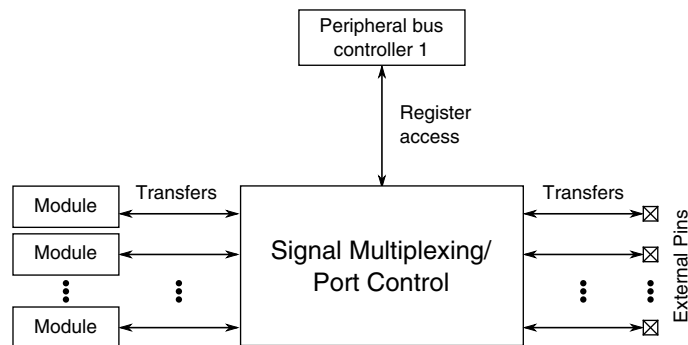 Peripheral bus
controller 1
Register
access
Transfers
Transfers
Module
Module
Module
Signal Multiplexing/
Port Control
External Pins